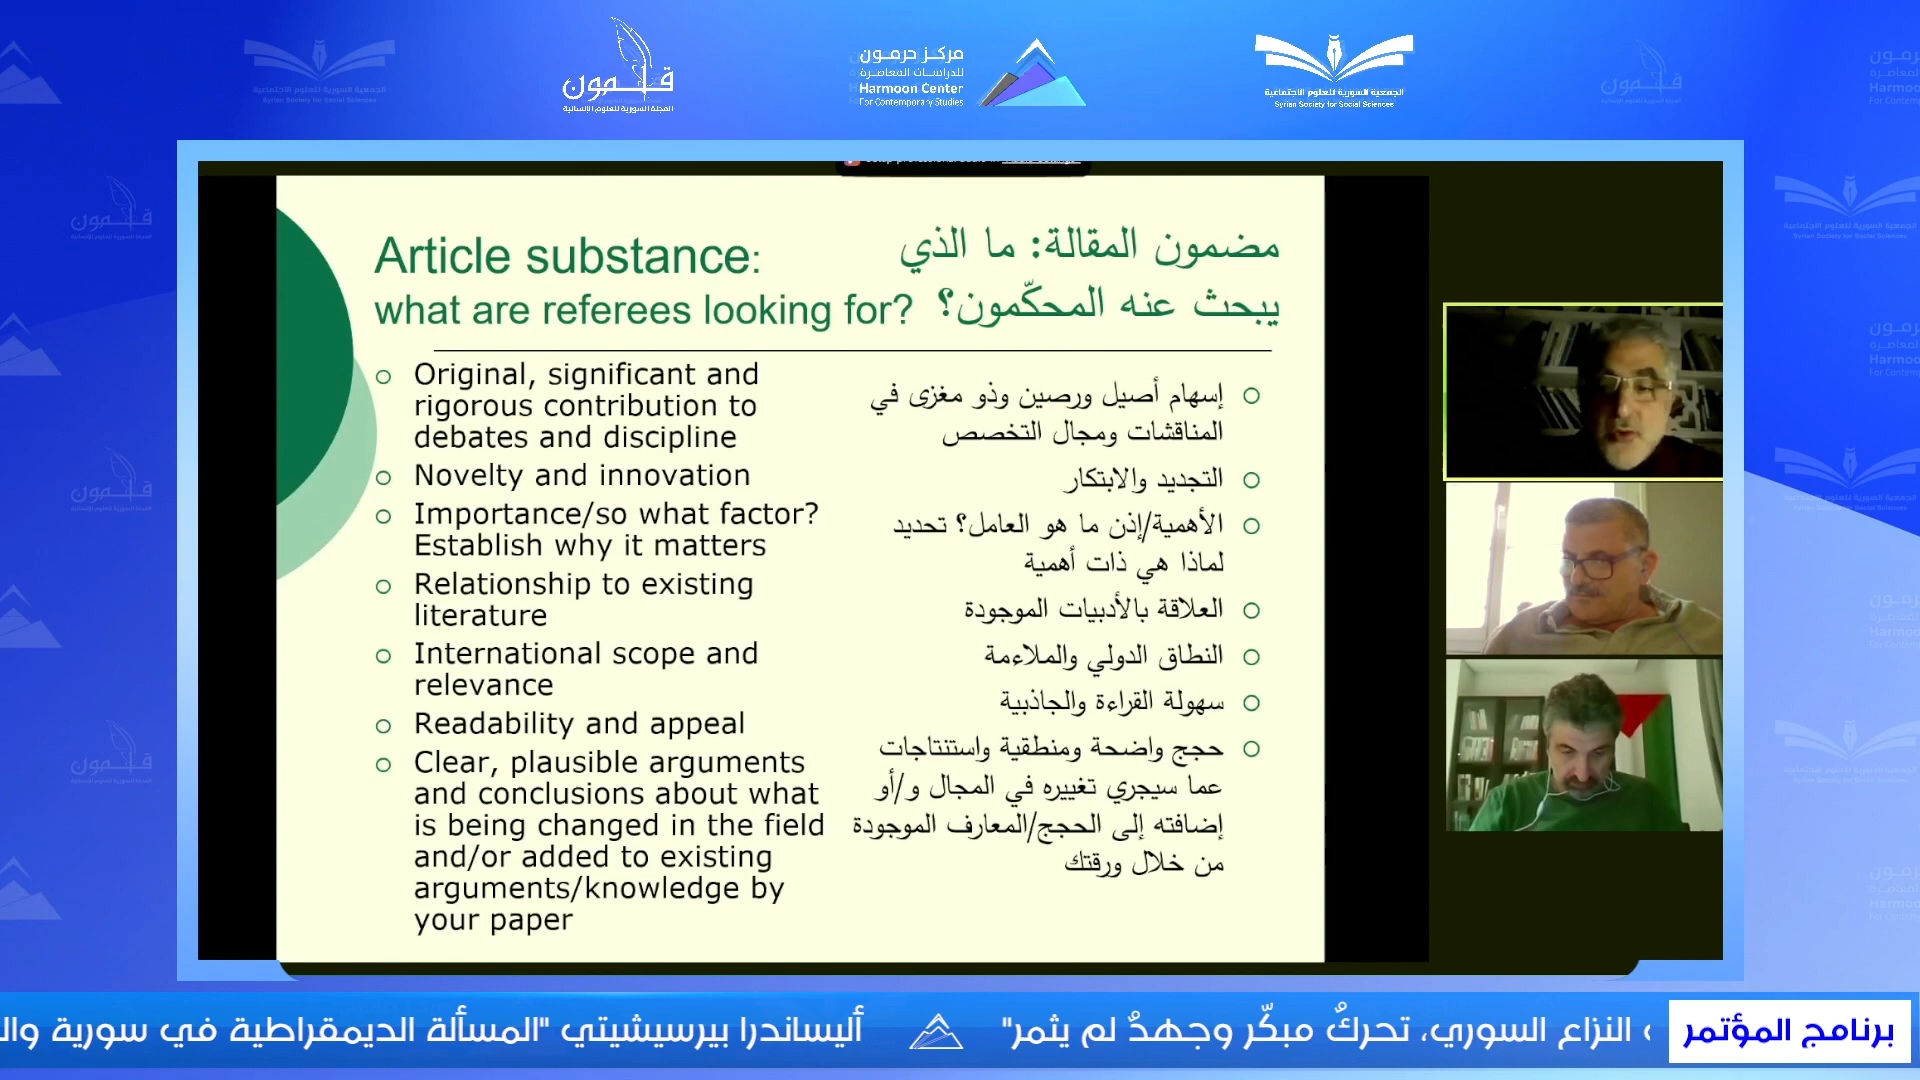 قلمون
المجلة السورية للعلوم الإنسانية
مركز حرمون
للدراسات المعاصرة
Harmoon Center
For Contemporary Studies
الجمعية السورية للعلوم الاجتماعية
Syrian Society for Social Sciences
Article substance:
what are referees looking for?
مضمون المقالة: ما الذي
يبحث عنه المحكّمون؟
Original, significant and
rigorous contribution to
debates and discipline
Novelty and innovation
Importance/so what factor?
Establish why it matters
Relationship to existing
literature
International scope and
relevance
Readability and appeal
Clear, plausible arguments
and conclusions about what
is being changed in the field
and/or added to existing
arguments/knowledge by
your paper
إسهام أصيل ورصين وذو مغزى في
المناقشات ومجال التخصص
التجديد والابتكار
الأهمية/إذن ما هو العامل؟ تحديد
لماذا هي ذات أهمية
العلاقة بالأدبيات الموجودة
النطاق الدولي والملاءمة
سهولة القراءة والجاذبية
حجج واضحة ومنطقية واستنتاجات
عما سيجري تغييره في المجال و/أو
إضافته إلى الحجج/المعارف الموجودة
من خلال ورقتك
برنامج المؤتمر
النزاع السوري، تحركٌ مبكّر وجهدٌ لم يثمر"
أليساندرا بيرسيشيتي "المسألة الديمقراطية في سورية